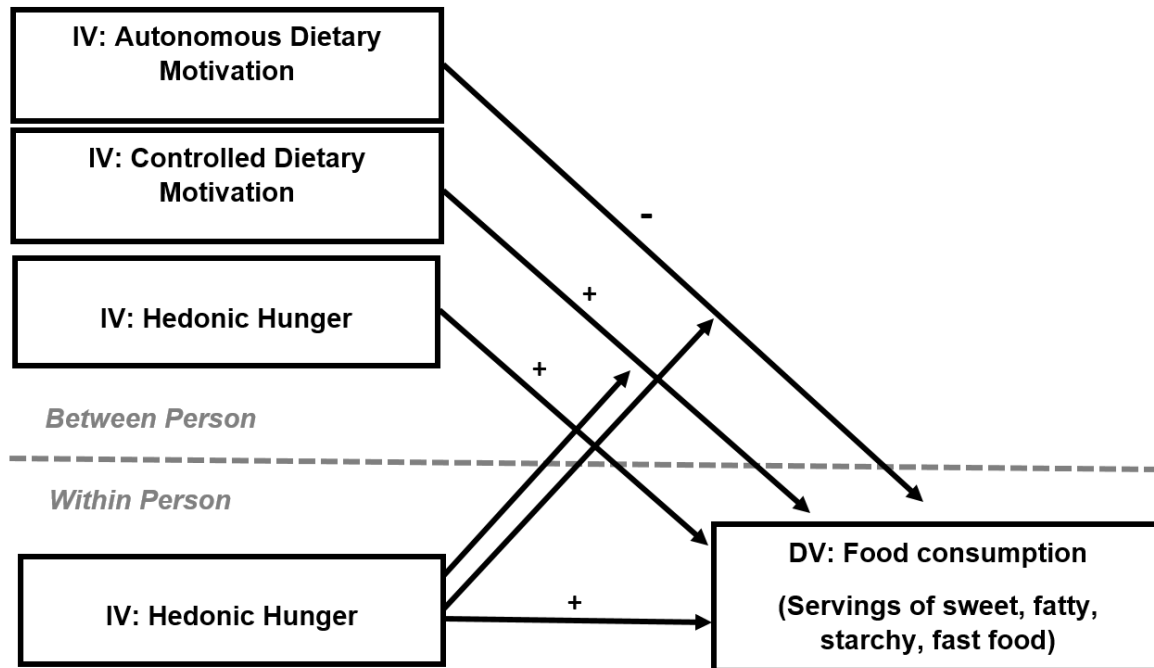 IV: Autonomous Dietary
Motivation
-
IV: Controlled Dietary
Motivation
+
IV: Hedonic Hunger
+
Between Person
Within Person
IV: Hedonic Hunger
+
DV: Food consumption
(Servings of sweet, fatty,
starchy, fast food)